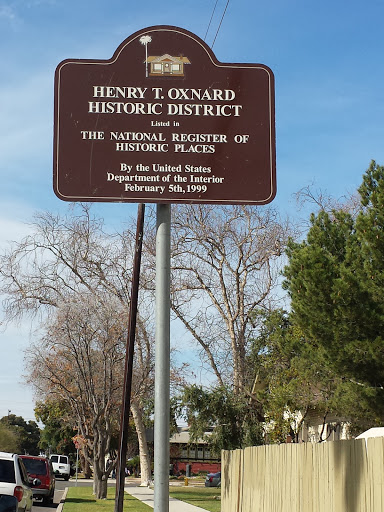 HENRY T. OXNARD
HISTORIC DISTRICT
Listed in
THE NATIONAL REGISTER OF
HISTORIC PLACES
By the United States
Department of the Interior
February 5th, 1999